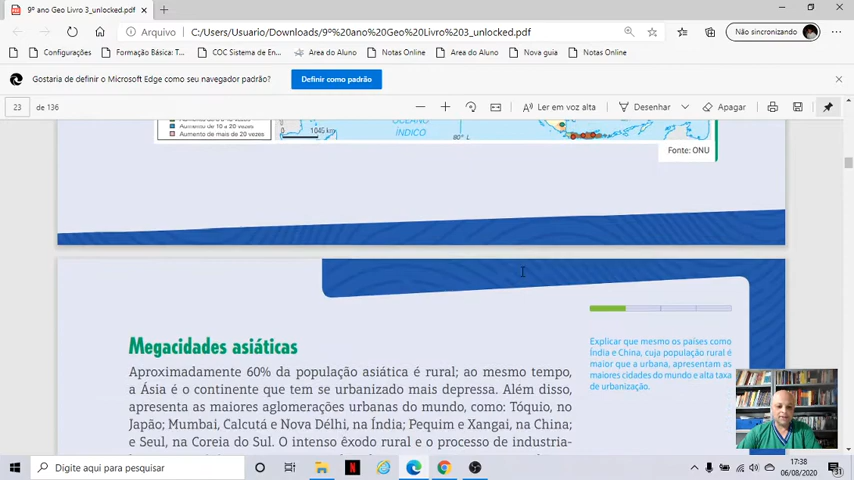 9º ano Geo Livro 3_unlocked.pdf
Arquivo C:/Users/Usuario/Downloads/9º%20ano%20Geo%20Livro%203_unlocked.pdf
Não sincronizando
Configurações
Formação Básica: T...
COC Sistema de En...
Area do Aluno
Notas Online
Area do Aluno
Nova guia
Notas Online
Gostaria de definir o Microsoft Edge como seu navegador padrão?
Definir como padrão
23 de 136
Ler em voz alta
Desenhar
Apagar
Aumento de 10 a 20 vezes
Aumento de mais de 20 vezes
1045 km
OCEANO
ÍNDICO
80° L
Fonte: ONU
Megacidades asiáticas
Aproximadamente 60% da população asiática é rural; ao mesmo tempo,
a Ásia é o continente que tem se urbanizado mais depressa. Além disso,
apresenta as maiores aglomerações urbanas do mundo, como: Tóquio, no
Japão; Mumbai, Calcutá e Nova Délhi, na Índia; Pequim e Xangai, na China;
e Seul, na Coreia do Sul. O intenso êxodo rural e o processo de industria-
Explicar que mesmo os países como
Índia e China, cuja população rural é
maior que a urbana, apresentam as
maiores cidades do mundo e alta taxa
de urbanização.
Digite aqui para pesquisar
17:38
06/08/2020